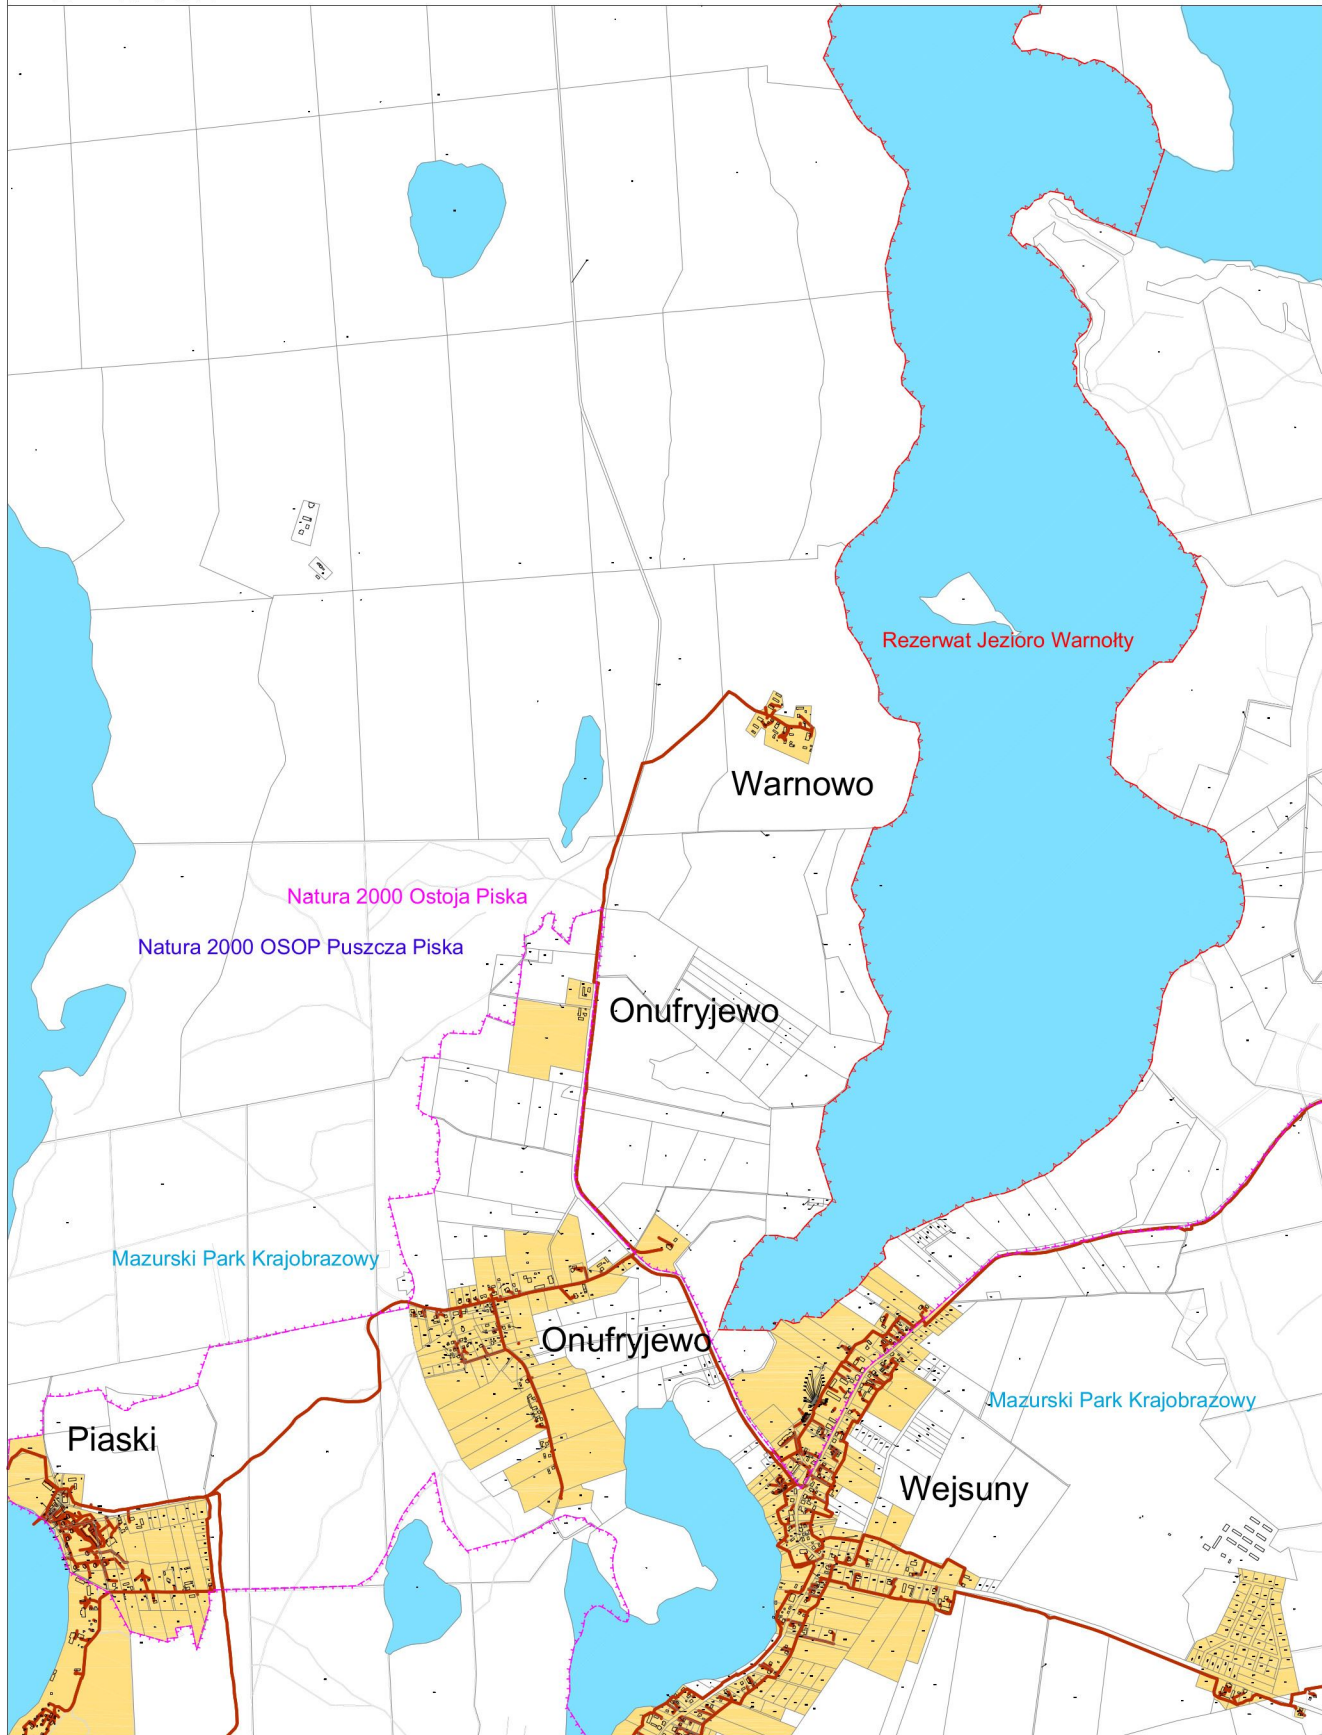 Rezerwat Jezioro Warnołty
Warnowo
Natura 2000 Ostoja Piska
Natura 2000 OSOP Puszcza Piska
Onufryjewo
Mazurski Park Krajobrazowy
Onufryjewo
Mazurski Park Krajobrazowy
Piaski
Wejsuny